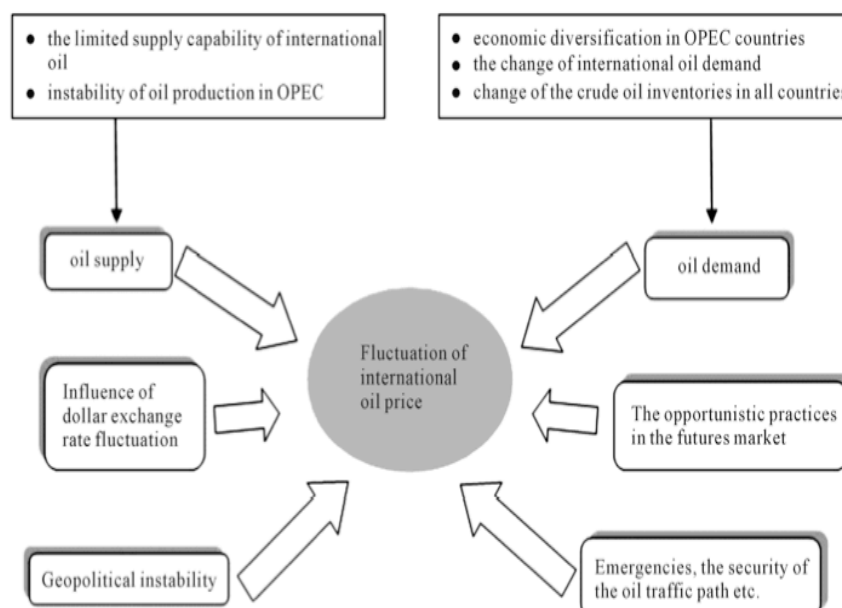 • the limited supply capability of international
oil
• instability of oil production in OPEC
• economic diversification in OPEC countries
• the change of international oil demand
• change of the crude oil inventories in all countries
oil supply
oil demand
Fluctuation of
international
oil price
Influence of
dollar exchange
rate fluctuation
The opportunistic practices
in the futures market
Geopolitical instability
Emergencies, the security of
the oil traffic path etc.